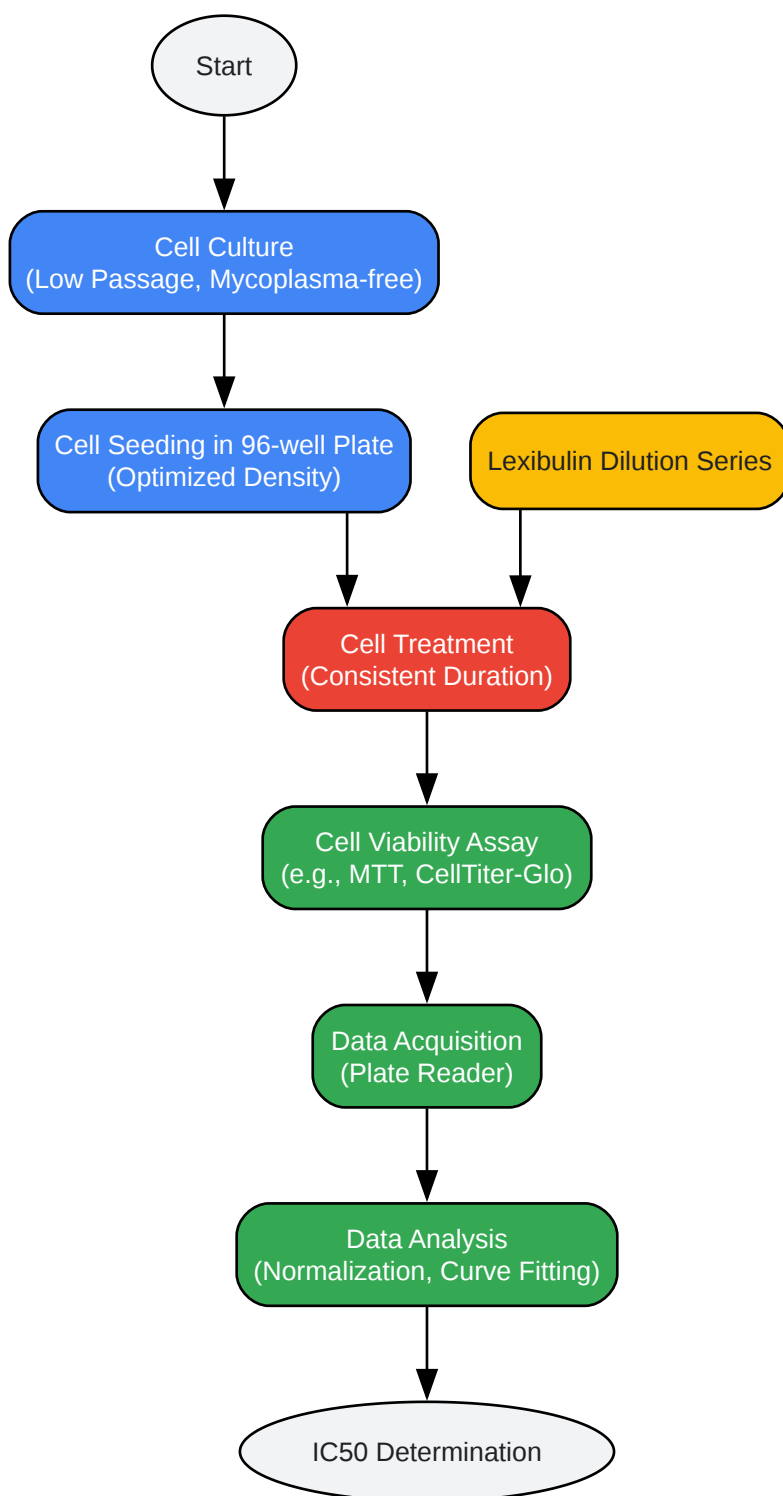 Start
Cell Culture
(Low Passage, Mycoplasma-free)
Cell Seeding in 96-well Plate
(Optimized Density)
Lexibulin Dilution Series
Cell Treatment
(Consistent Duration)
Cell Viability Assay
(e.g., MTT, CellTiter-Glo)
Data Acquisition
(Plate Reader)
Data Analysis
(Normalization, Curve Fitting)
IC50 Determination